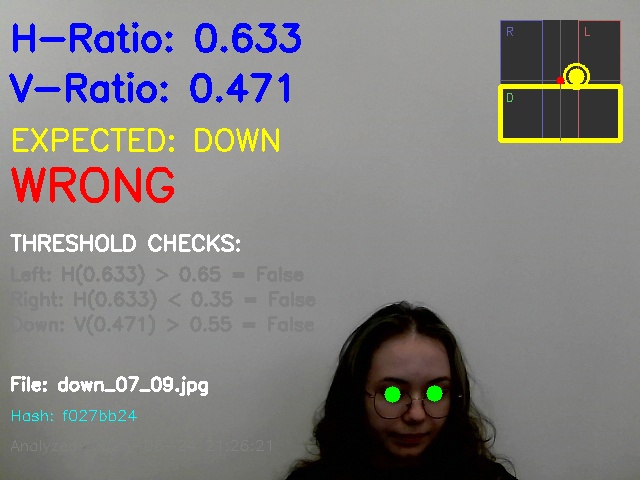 H-Ratio: 0.633
V-Ratio: 0.471
EXPECTED: DOWN
WRONG
THRESHOLD CHECKS:
Left: H(0.633) > 0.65 = False
Right: H(0.633) < 0.35 = False
Down: V(0.471) > 0.55 = False
File: down_07_09.jpg
Hash: f027bb24
R
L
D